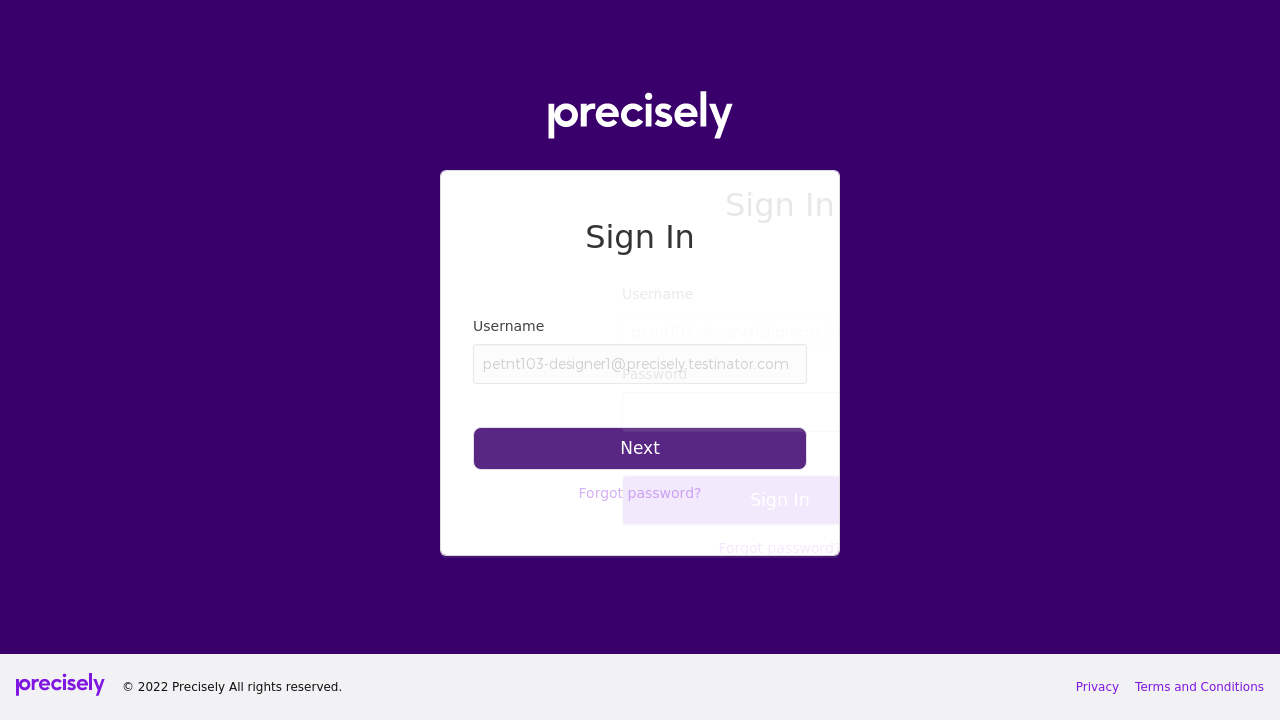 precisely
Sign In
Sign In
Username
Username
petnt103-designer1@precisely.testinator.com
Password
Next
Sign In
Forgot password?
Forgot password?
precisely © 2022 Precisely All rights reserved. Privacy Terms and Conditions